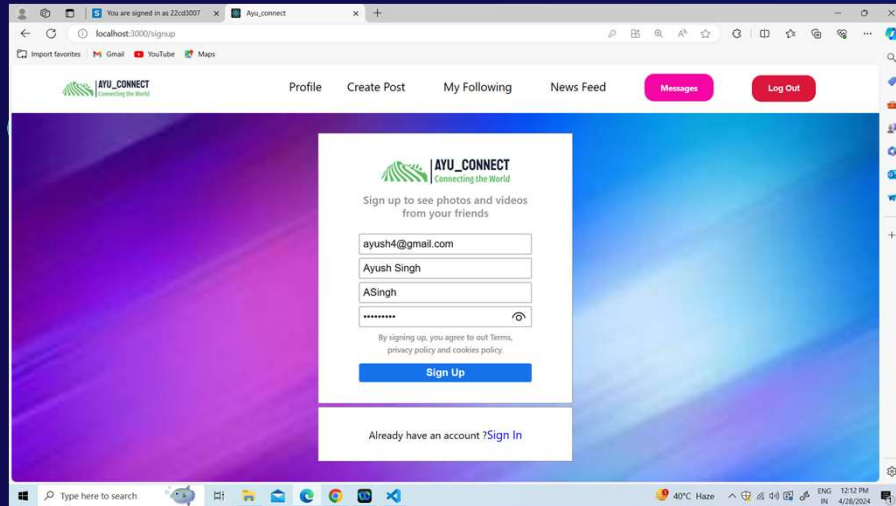 You are signed in as 22cd3007
Ayu_connect
localhost:3000/signup
Import favorites
Gmail
YouTube
Maps
AYU_CONNECT
Connecting the World
Profile
Create Post
My Following
News Feed
Messages
Log Out
AYU_CONNECT
Connecting the World
Sign up to see photos and videos
from your friends
ayush4@gmail.com
Ayush Singh
ASingh
By signing up, you agree to out Terms,
privacy policy and cookies policy.
Sign Up
Already have an account ?Sign In
Type here to search
40°C Haze
ENG
IN
12:12 PM
4/28/2024